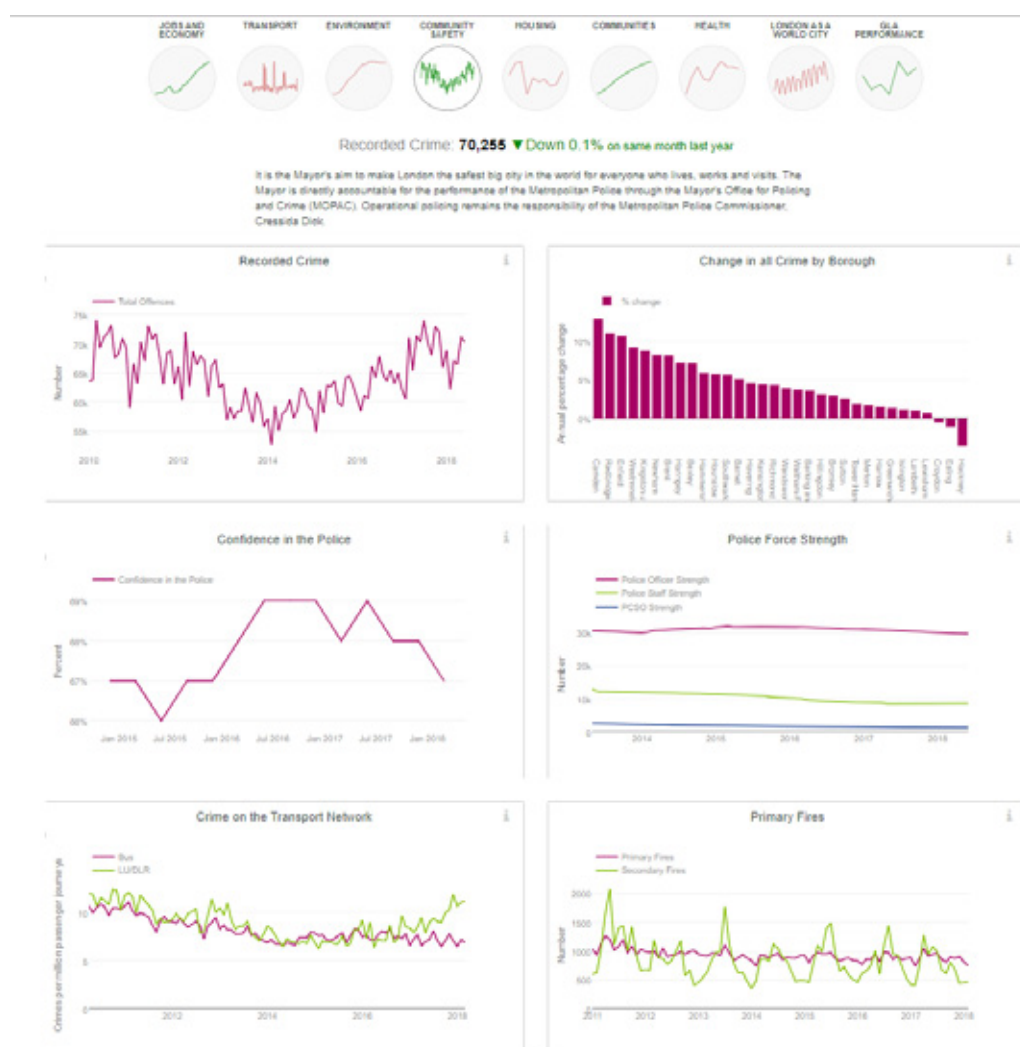 JOBS AND ECONOMY
TRANSPORT
ENVIRONMENT
COMMUNITY SAFETY
HOUSING
COMMUNITIES
HEALTH
LONDON AS A WORLD CITY
GLA PERFORMANCE
Recorded Crime: 70,255 ▼Down 0.1% on same month last year
It is the Mayor's aim to make London the safest big city in the world for everyone who lives, works and visits. The
Mayor is directly accountable for the performance of the Metropolitan Police through the Mayor's Office for Policing
and Crime (MOPAC). Operational policing remains the responsibility of the Metropolitan Police Commissioner,
Cressida Dick.
Recorded Crime
Total Offences
75k
70k
65k
60k
55k
Number
2010 2012 2014 2016 2018
Change in all Crime by Borough
% change
Annual percentage change
10%
5%
0%
Camden
Redbridge
Enfield
Westminste
Kingston u
Newham
Brent
Haringey
Bexley
Hounslow
Southwark
Barnet
Havering
Kensington
Richmond
Wandswor
Waltham F
Barking an
Hillingdon
Bromley
Sutton
Tower Ham
Merton
Harrow
Greenwich
Islington
Lambeth
Lewisham
Croydon
Ealing
Hackney
Confidence in the Police
Confidence in the Police
69%
68%
67%
66%
Percent
Jan 2015 Jul 2015 Jan 2016 Jul 2016 Jan 2017 Jul 2017 Jan 2018
Police Force Strength
Police Officer Strength
Police Staff Strength
PCSO Strength
30k
20k
10k
0
Number
2014 2015 2016 2017 2018
Crime on the Transport Network
Bus
LU/DLR
Crimes per million passenger journeys
10
5
0
2012 2014 2016 2018
Primary Fires
Primary Fires
Secondary Fires
2000
1500
1000
500
0
Number
2011 2012 2013 2014 2015 2016 2017 2018